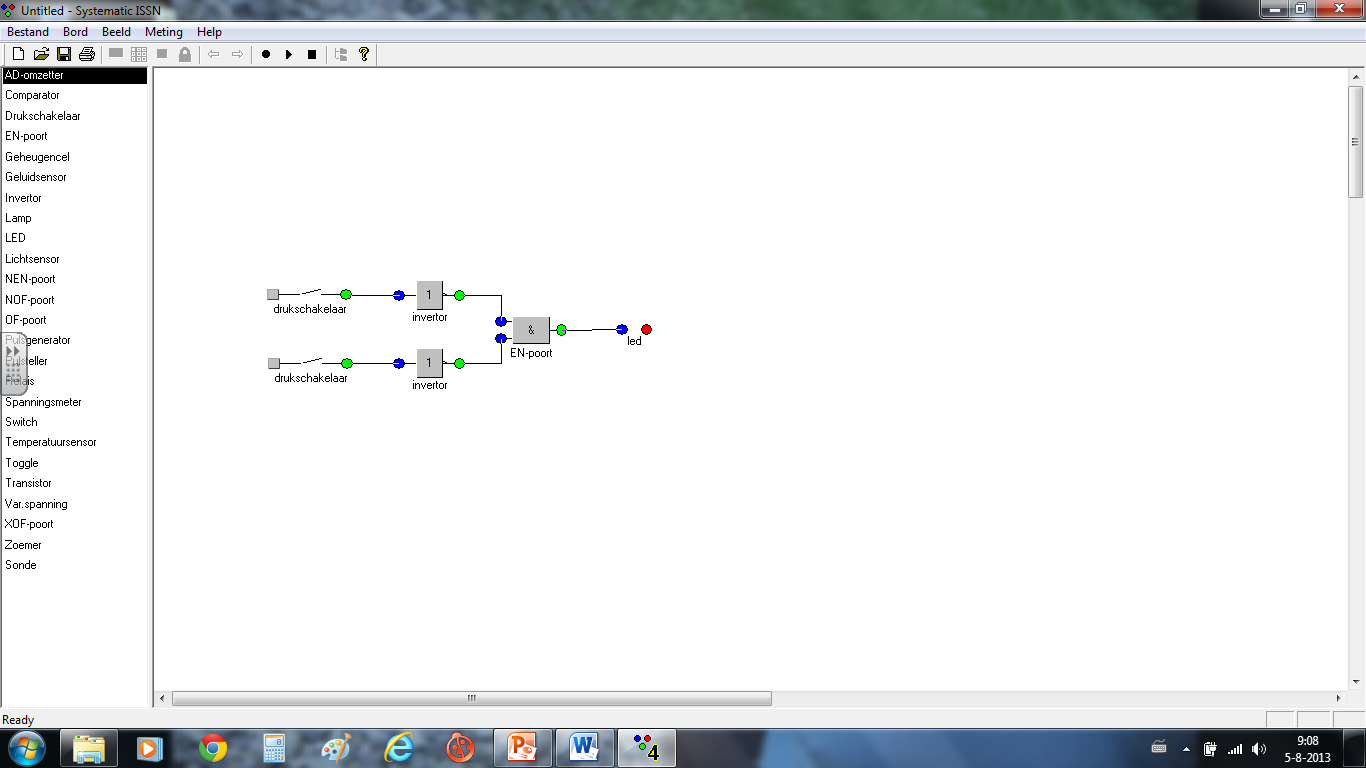 Untitled - Systematic ISSN
Bestand Bord Beeld Meting Help
AD-omzetter
Comparator
Drukschakelaar
EN-poort
Geheugencel
Geluidsensor
Invertor
Lamp
LED
Lichtsensor
NEN-poort
NOF-poort
OF-poort
Pulsgenerator
Pulsteller
Relais
Spanningsmeter
Switch
Temperatuursensor
Toggle
Transistor
Var.spanning
XOF-poort
Zoemer
Sonde
drukschakelaar
1
invertor
drukschakelaar
1
invertor
&
EN-poort
led
Ready
4
9:08
5-8-2013